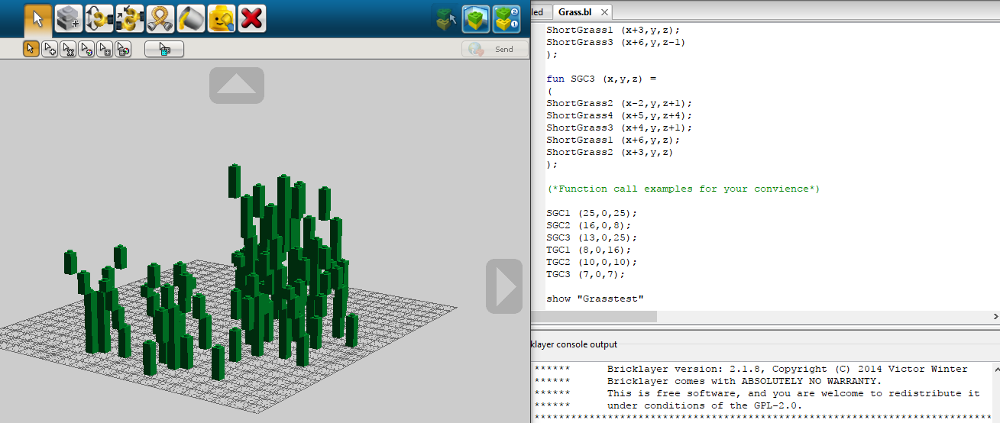 led
Grass.bl
Send
ShortGrass1 (x+3,y,z);
ShortGrass3 (x+6,y,z-1)
);
fun SGC3 (x,y,z) =
(
ShortGrass2 (x-2,y,z+1);
ShortGrass4 (x+5,y,z+4);
ShortGrass3 (x+4,y,z+1);
ShortGrass1 (x+6,y,z);
ShortGrass2 (x+3,y,z)
);
(*Function call examples for your convience*)
SGC1 (25,0,25);
SGC2 (16,0,8);
SGC3 (13,0,25);
TGC1 (8,0,16);
TGC2 (10,0,10);
TGC3 (7,0,7);
show "Grasstest"
klayer console output
****** Bricklayer version: 2.1.8, Copyright (C) 2014 Victor Winter
****** Bricklayer comes with ABSOLUTELY NO WARRANTY.
****** This is free software, and you are welcome to redistribute it
****** under conditions of the GPL-2.0.
**************************************************************************